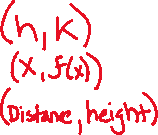 (h, K)
(x, f(x))
(Distane, height)